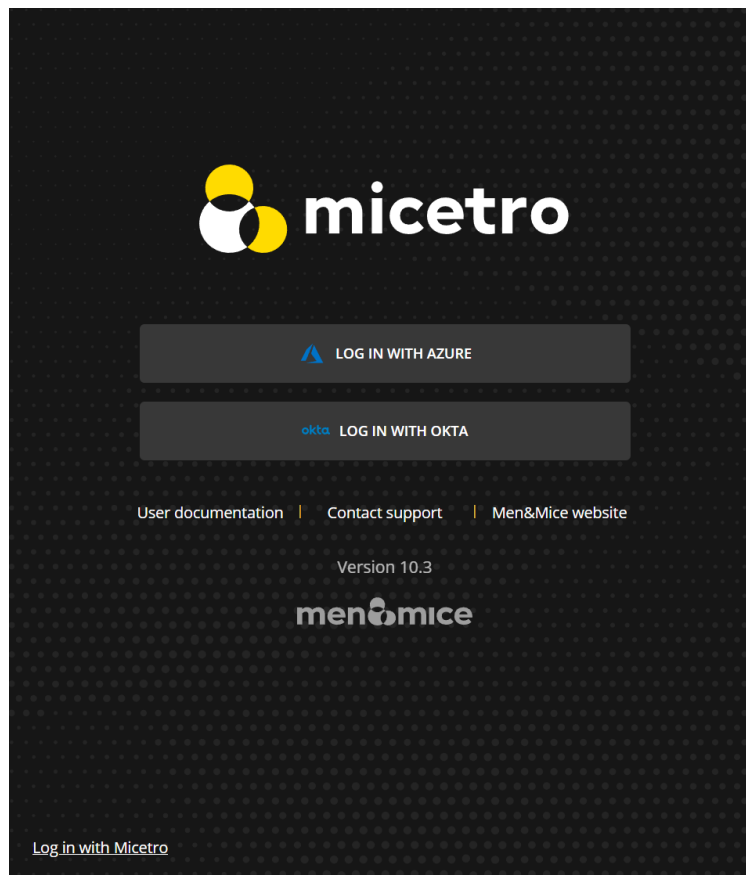 micetro
LOG IN WITH AZURE
okta LOG IN WITH OKTA
User documentation | Contact support | Men&Mice website
Version 10.3
men&mice
Log in with Micetro